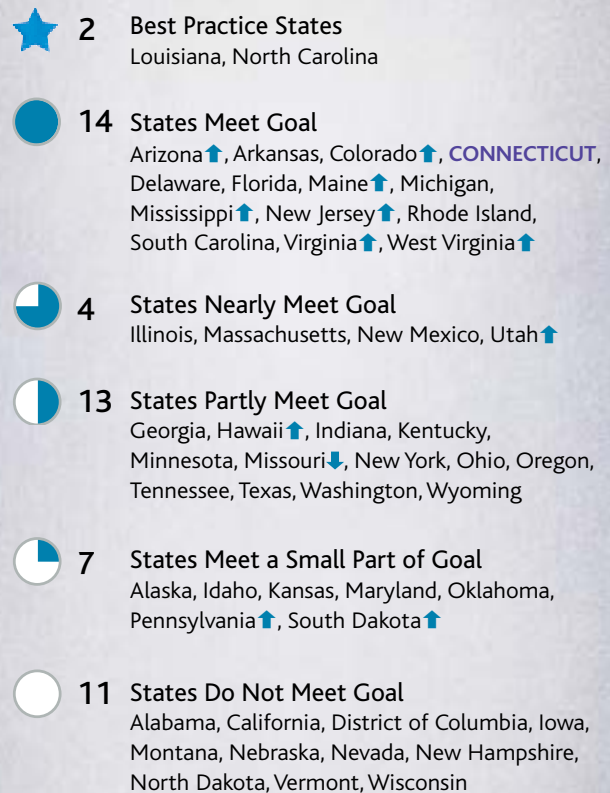 2 Best Practice States
Louisiana, North Carolina
14 States Meet Goal
Arizona⬆, Arkansas, Colorado⬆, CONNECTICUT,
Delaware, Florida, Maine⬆, Michigan,
Mississippi⬆, New Jersey⬆, Rhode Island,
South Carolina, Virginia⬆, West Virginia⬆
4 States Nearly Meet Goal
Illinois, Massachusetts, New Mexico, Utah⬆
13 States Partly Meet Goal
Georgia, Hawaii⬆, Indiana, Kentucky,
Minnesota, Missouri⬇, New York, Ohio, Oregon,
Tennessee, Texas, Washington, Wyoming
7 States Meet a Small Part of Goal
Alaska, Idaho, Kansas, Maryland, Oklahoma,
Pennsylvania⬆, South Dakota⬆
11 States Do Not Meet Goal
Alabama, California, District of Columbia, Iowa,
Montana, Nebraska, Nevada, New Hampshire,
North Dakota, Vermont, Wisconsin